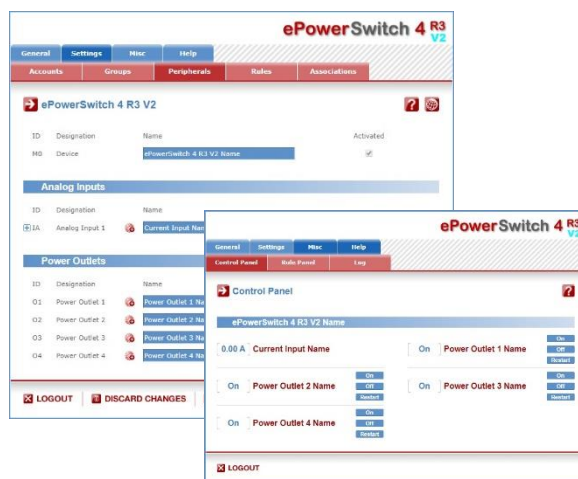 ePowerSwitch 4 R3 V2
General Settings Misc Help
Accounts Groups Peripherals Rules Associations
ePowerSwitch 4 R3 V2
ID Designation Name Activated
M0 Device ePowerSwitch 4 R3 V2 Name
Analog Inputs
ID Designation Name
IA Analog Input 1 Current Input Nam
Power Outlets
ID Designation Name
O1 Power Outlet 1 Power Outlet 1 Na
O2 Power Outlet 2 Power Outlet 2 Na
O3 Power Outlet 3 Power Outlet 3 Na
O4 Power Outlet 4 Power Outlet 4 Na
LOGOUT DISCARD CHANGES
ePowerSwitch 4 R3 V2
General Settings Misc Help
Control Panel Rule Panel Log
Control Panel
ePowerSwitch 4 R3 V2 Name
0.00 A Current Input Name
On Power Outlet 1 Name On Off Restart
On Power Outlet 2 Name On Off Restart
On Power Outlet 3 Name On Off Restart
On Power Outlet 4 Name On Off Restart
LOGOUT